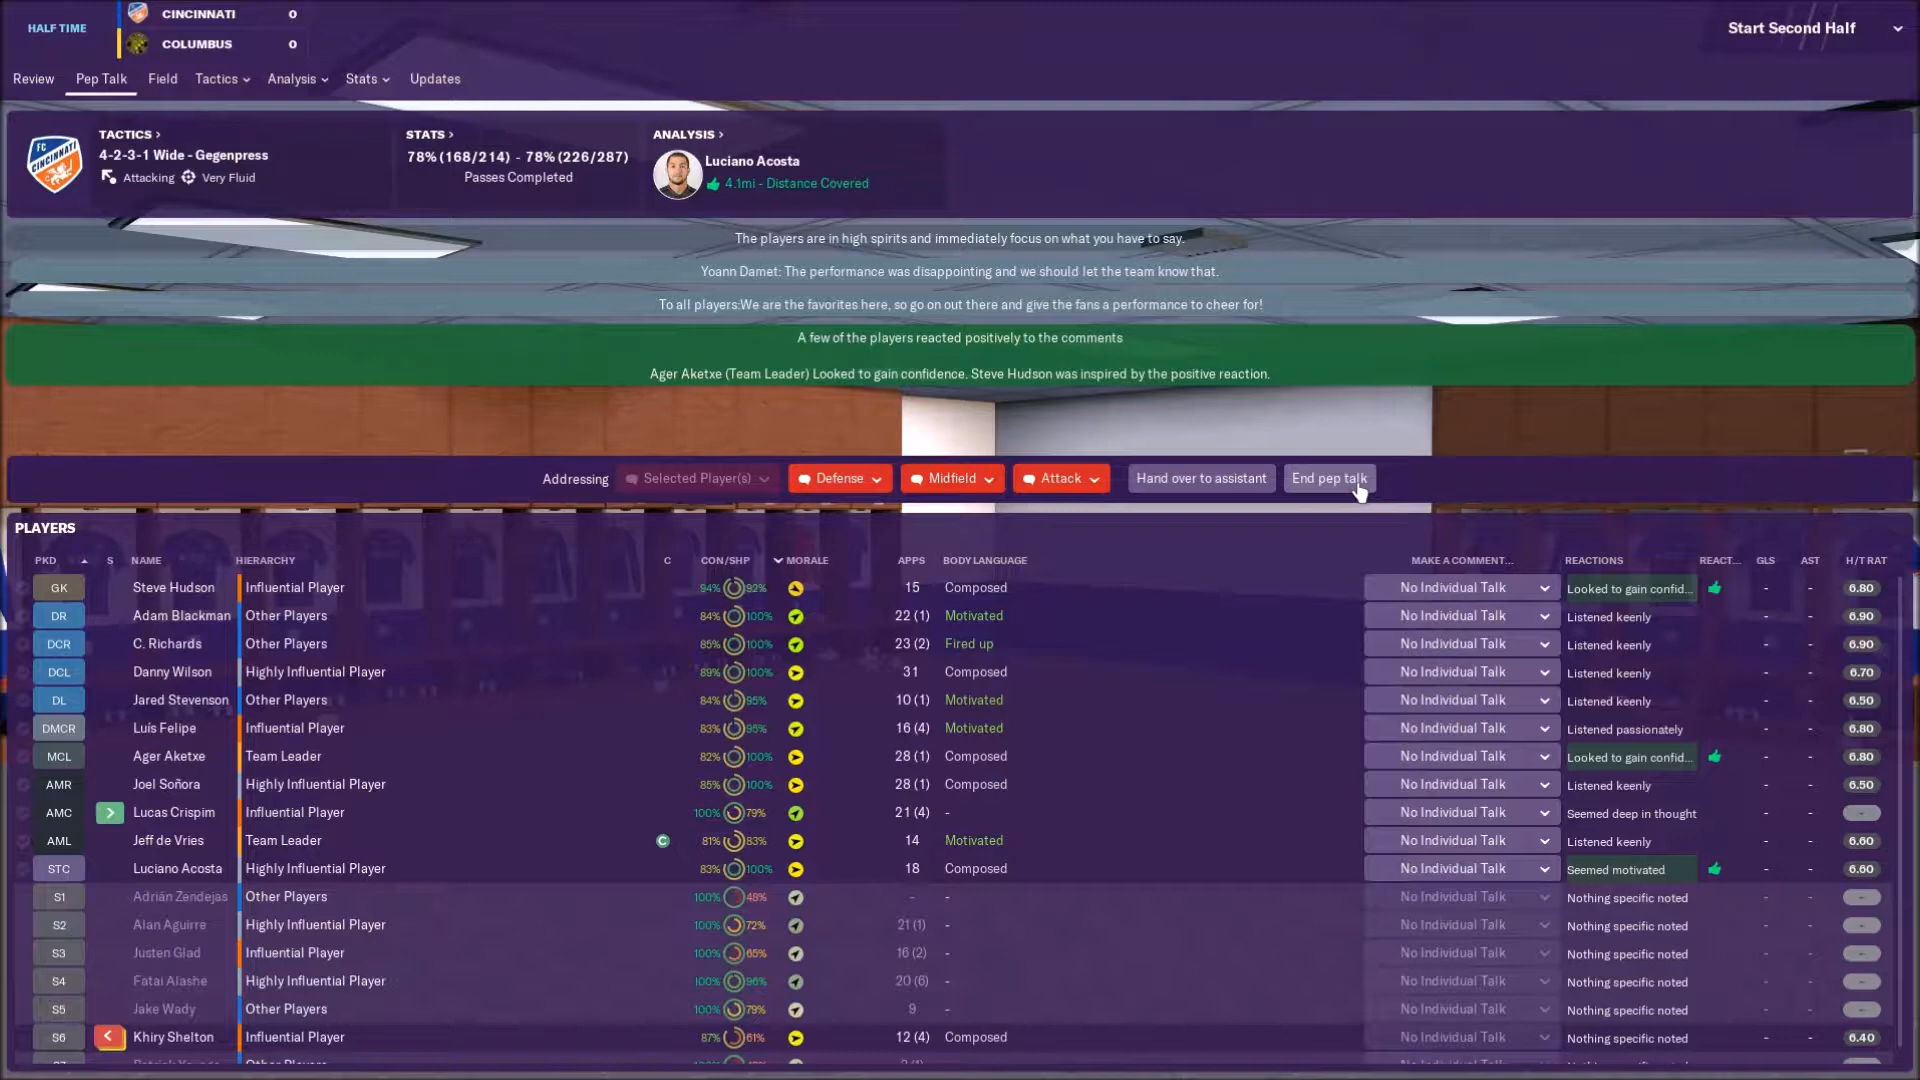 HALF TIME
CINCINNATI 0
COLUMBUS 0
Start Second Half
Review Pep Talk Field Tactics Analysis Stats Updates
FC CINCINNATI
TACTICS >
4-2-3-1 Wide - Gegenpress
Attacking Very Fluid
STATS >
78% (168/214) - 78% (226/287)
Passes Completed
ANALYSIS >
Luciano Acosta
4.1mi - Distance Covered
The players are in high spirits and immediately focus on what you have to say.
Yoann Damet: The performance was disappointing and we should let the team know that.
To all players:We are the favorites here, so go on out there and give the fans a performance to cheer for!
A few of the players reacted positively to the comments
Ager Aketxe (Team Leader) Looked to gain confidence. Steve Hudson was inspired by the positive reaction.
Addressing Selected Player(s) Defense Midfield Attack Hand over to assistant End pep talk
PLAYERS
PKD S NAME HIERARCHY C CON/SHP MORALE APPS BODY LANGUAGE MAKE A COMMENT... REACTIONS REACT... GLS AST H/T RAT
GK Steve Hudson Influential Player 94% 92% 15 Composed No Individual Talk Looked to gain confid... - - 6.80
DR Adam Blackman Other Players 84% 100% 22 (1) Motivated No Individual Talk Listened keenly - - 6.90
DCR C. Richards Other Players 85% 100% 23 (2) Fired up No Individual Talk Listened keenly - - 6.90
DCL Danny Wilson Highly Influential Player 89% 100% 31 Composed No Individual Talk Listened keenly - - 6.70
DL Jared Stevenson Other Players 84% 95% 10 (1) Motivated No Individual Talk Listened keenly - - 6.50
DMCR Luís Felipe Influential Player 83% 95% 16 (4) Motivated No Individual Talk Listened passionately - - 6.80
MCL Ager Aketxe Team Leader 82% 100% 28 (1) Composed No Individual Talk Looked to gain confid... - - 6.80
AMR Joel Soñora Highly Influential Player 85% 100% 28 (1) Composed No Individual Talk Listened keenly - - 6.50
AMC Lucas Crispim Influential Player 100% 79% 21 (4) - No Individual Talk Seemed deep in thought - - -
AML Jeff de Vries Team Leader C 81% 83% 14 Motivated No Individual Talk Listened keenly - - 6.60
STC Luciano Acosta Highly Influential Player 83% 100% 18 Composed No Individual Talk Seemed motivated - - 6.60
S1 Adrián Zendejas Other Players 100% 48% - - No Individual Talk Nothing specific noted - - -
S2 Alan Aguirre Highly Influential Player 100% 72% 21 (1) - No Individual Talk Nothing specific noted - - -
S3 Justen Glad Influential Player 100% 65% 16 (2) - No Individual Talk Nothing specific noted - - -
S4 Fatai Alashe Highly Influential Player 100% 96% 20 (6) - No Individual Talk Nothing specific noted - - -
S5 Jake Wady Other Players 100% 79% 9 - No Individual Talk Nothing specific noted - - -
S6 Khiry Shelton Influential Player 87% 61% 12 (4) Composed No Individual Talk Nothing specific noted - - 6.40